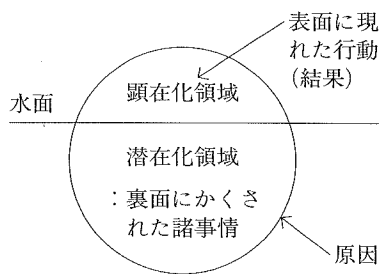 表面に現
れた行動
(結果)
顕在化領域
水面
潜在化領域
：裏面にかくさ
れた諸事情
原因